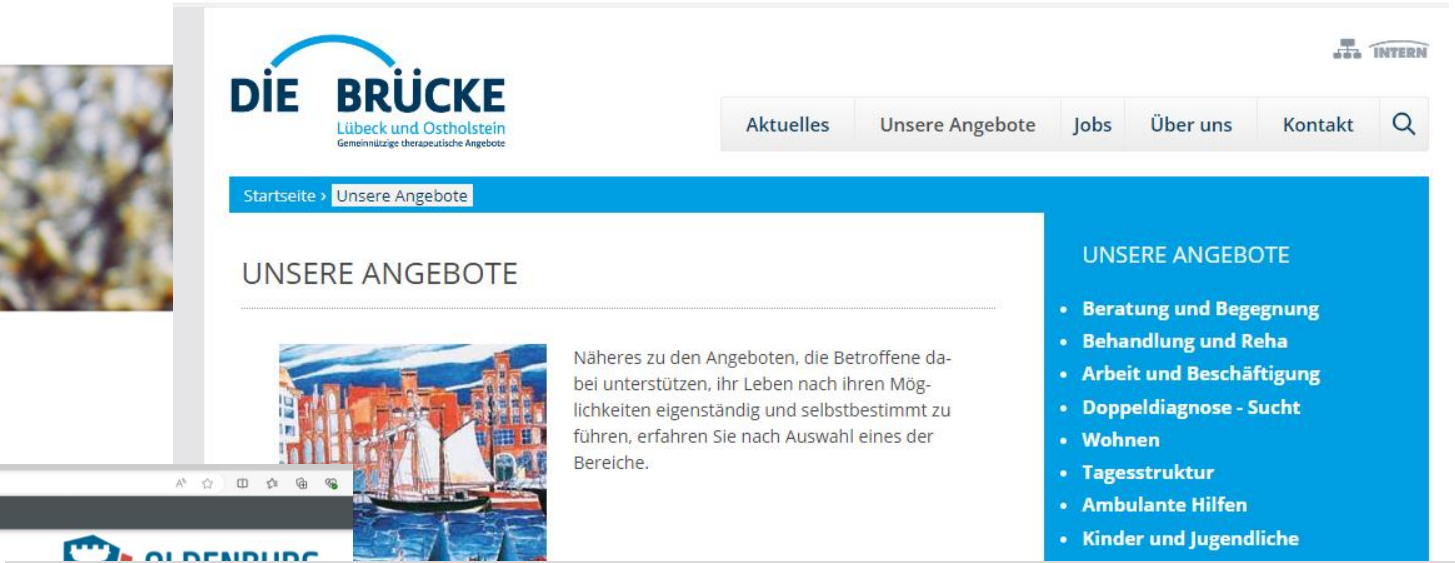 DIE BRÜCKE
Lübeck und Ostholstein
Gemeinnützige therapeutische Angebote
INTERN
Aktuelles Unsere Angebote Jobs Über uns Kontakt
Startseite › Unsere Angebote
UNSERE ANGEBOTE
Näheres zu den Angeboten, die Betroffene da-
bei unterstützen, ihr Leben nach ihren Mög-
lichkeiten eigenständig und selbstbestimmt zu
führen, erfahren Sie nach Auswahl eines der
Bereiche.
UNSERE ANGEBOTE
• Beratung und Begegnung
• Behandlung und Reha
• Arbeit und Beschäftigung
• Doppeldiagnose - Sucht
• Wohnen
• Tagesstruktur
• Ambulante Hilfen
• Kinder und Jugendliche
OLDENBURG